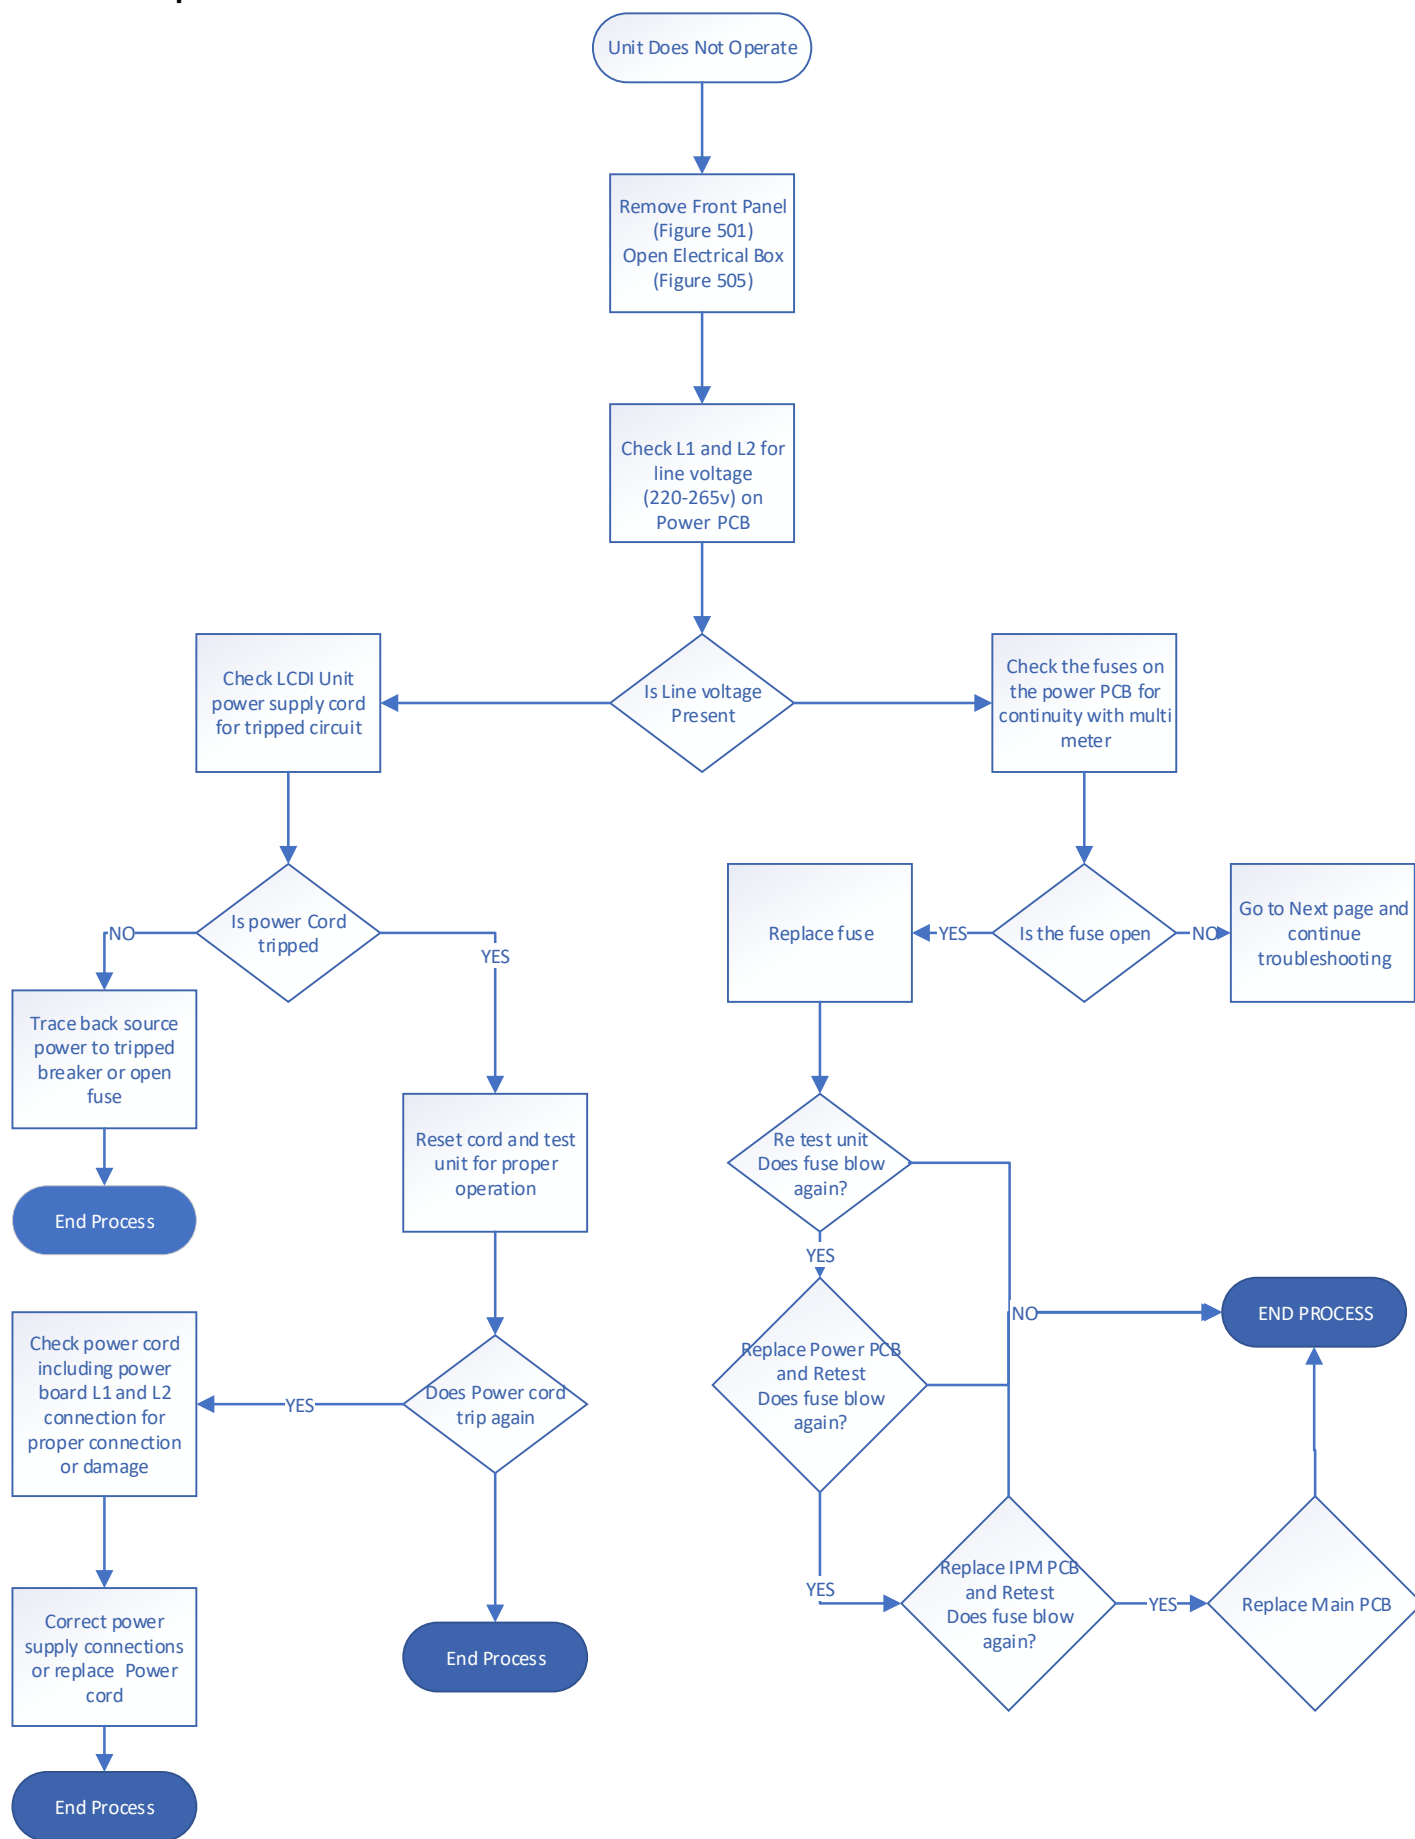 Unit Does Not Operate
Remove Front Panel
(Figure 501)
Open Electrical Box
(Figure 505)
Check L1 and L2 for
line voltage
(220-265v) on
Power PCB
Is Line voltage
Present
Check LCDI Unit
power supply cord
for tripped circuit
Check the fuses on
the power PCB for
continuity with multi
meter
Is power Cord
tripped
NO
YES
Replace fuse
YES
Is the fuse open
NO
Go to Next page and
continue
troubleshooting
Trace back source
power to tripped
breaker or open
fuse
End Process
Reset cord and test
unit for proper
operation
Re test unit
Does fuse blow
again?
YES
NO
END PROCESS
Check power cord
including power
board L1 and L2
connection for
proper connection
or damage
YES
Does Power cord
trip again
Replace Power PCB
and Retest
Does fuse blow
again?
YES
Replace IPM PCB
and Retest
Does fuse blow
again?
YES
Replace Main PCB
Correct power
supply connections
or replace  Power
cord
End Process
End Process